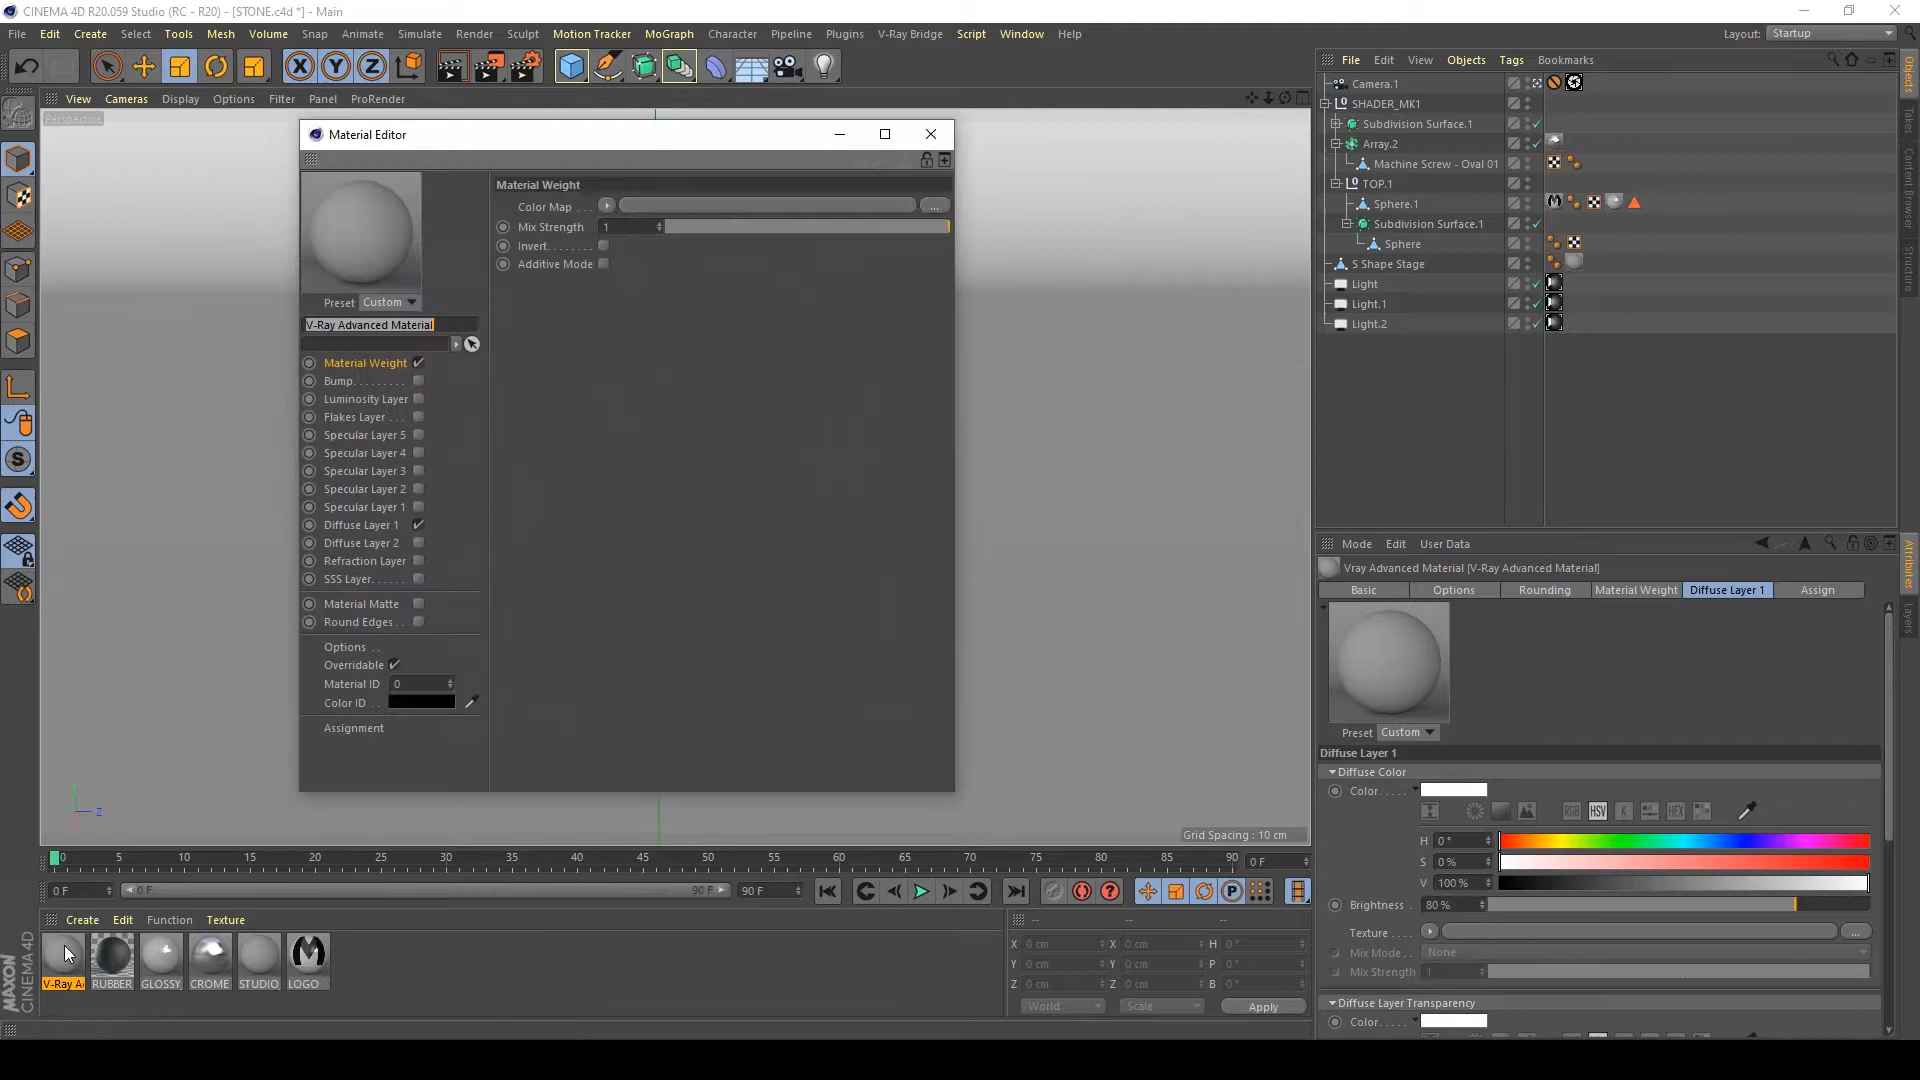 CINEMA 4D R20.059 Studio (RC - R20) - [STONE.c4d *] - Main
File Edit Create Select Tools Mesh Volume Snap Animate Simulate Render Sculpt Motion Tracker MoGraph Character Pipeline Plugins V-Ray Bridge Script Window Help
Layout: Startup
View Cameras Display Options Filter Panel ProRender
Perspective
Material Editor
Material Weight
Color Map . . .
...
Mix Strength 1
Invert. . . . . . . .
Additive Mode
Preset Custom
V-Ray Advanced Material
Material Weight
Bump. . . . . . . . .
Luminosity Layer
Flakes Layer . . .
Specular Layer 5
Specular Layer 4
Specular Layer 3
Specular Layer 2
Specular Layer 1
Diffuse Layer 1
Diffuse Layer 2
Refraction Layer
SSS Layer. . . . . .
Material Matte
Round Edges . .
Options . .
Overridable
Material ID 0
Color ID . . .
Assignment
Z
Grid Spacing : 10 cm
0 5 10 15 20 25 30 35 40 45 50 55 60 65 70 75 80 85 90 0 F
0 F 0 F 90 F 90 F
Create Edit Function Texture
V-Ray A RUBBER GLOSSY CROME STUDIO LOGO
MAXON CINEMA 4D
-- -- --
X 0 cm X 0 cm H 0 °
Y 0 cm Y 0 cm P 0 °
Z 0 cm Z 0 cm B 0 °
World Scale Apply
File Edit View Objects Tags Bookmarks
Camera.1
SHADER_MK1
Subdivision Surface.1
Array.2
Machine Screw - Oval 01
TOP.1
Sphere.1
Subdivision Surface.1
Sphere
S Shape Stage
Light
Light.1
Light.2
Objects
Takes
Content Browser
Structure
Mode Edit User Data
Vray Advanced Material [V-Ray Advanced Material]
Basic Options Rounding Material Weight Diffuse Layer 1 Assign
Preset Custom
Diffuse Layer 1
Diffuse Color
Color. . . . .
RGB HSV K HEX
H 0 °
S 0 %
V 100 %
Brightness . 80 %
Texture . . . . ...
Mix Mode . . None
Mix Strength 1
Diffuse Layer Transparency
Color. . . . .
Attributes
Layers